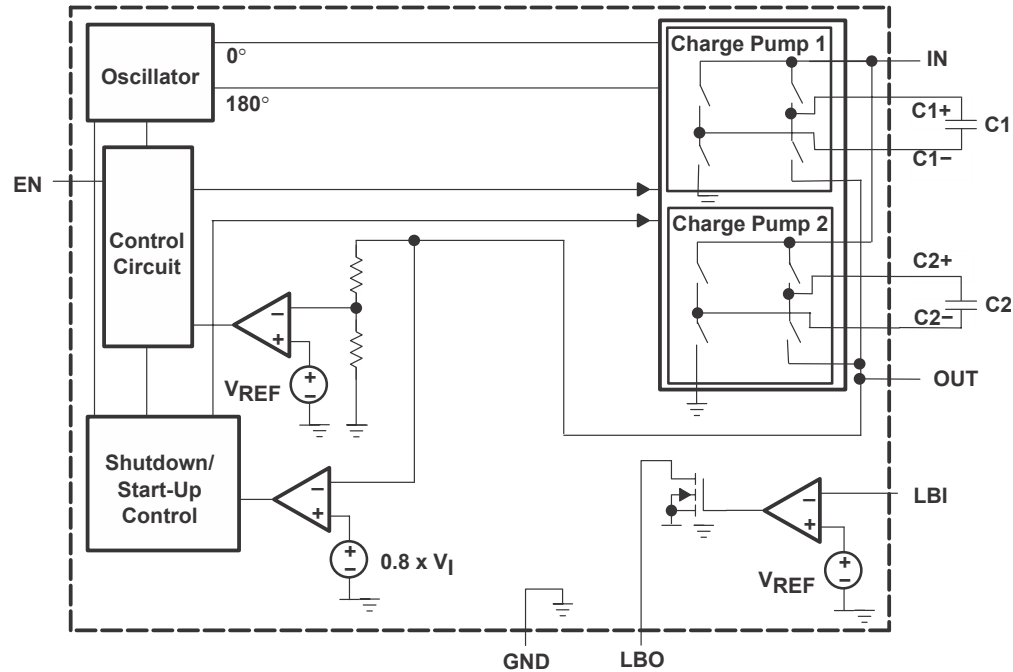 Oscillator
0°
180°
Charge Pump 1
IN
C1+
C1
C1−
EN
Control
Circuit
Charge Pump 2
C2+
C2
C2−
−
+
VREF
+
−
OUT
Shutdown/
Start-Up
Control
−
+
+
−
0.8 x VI
LBI
−
+
VREF
+
−
GND
LBO